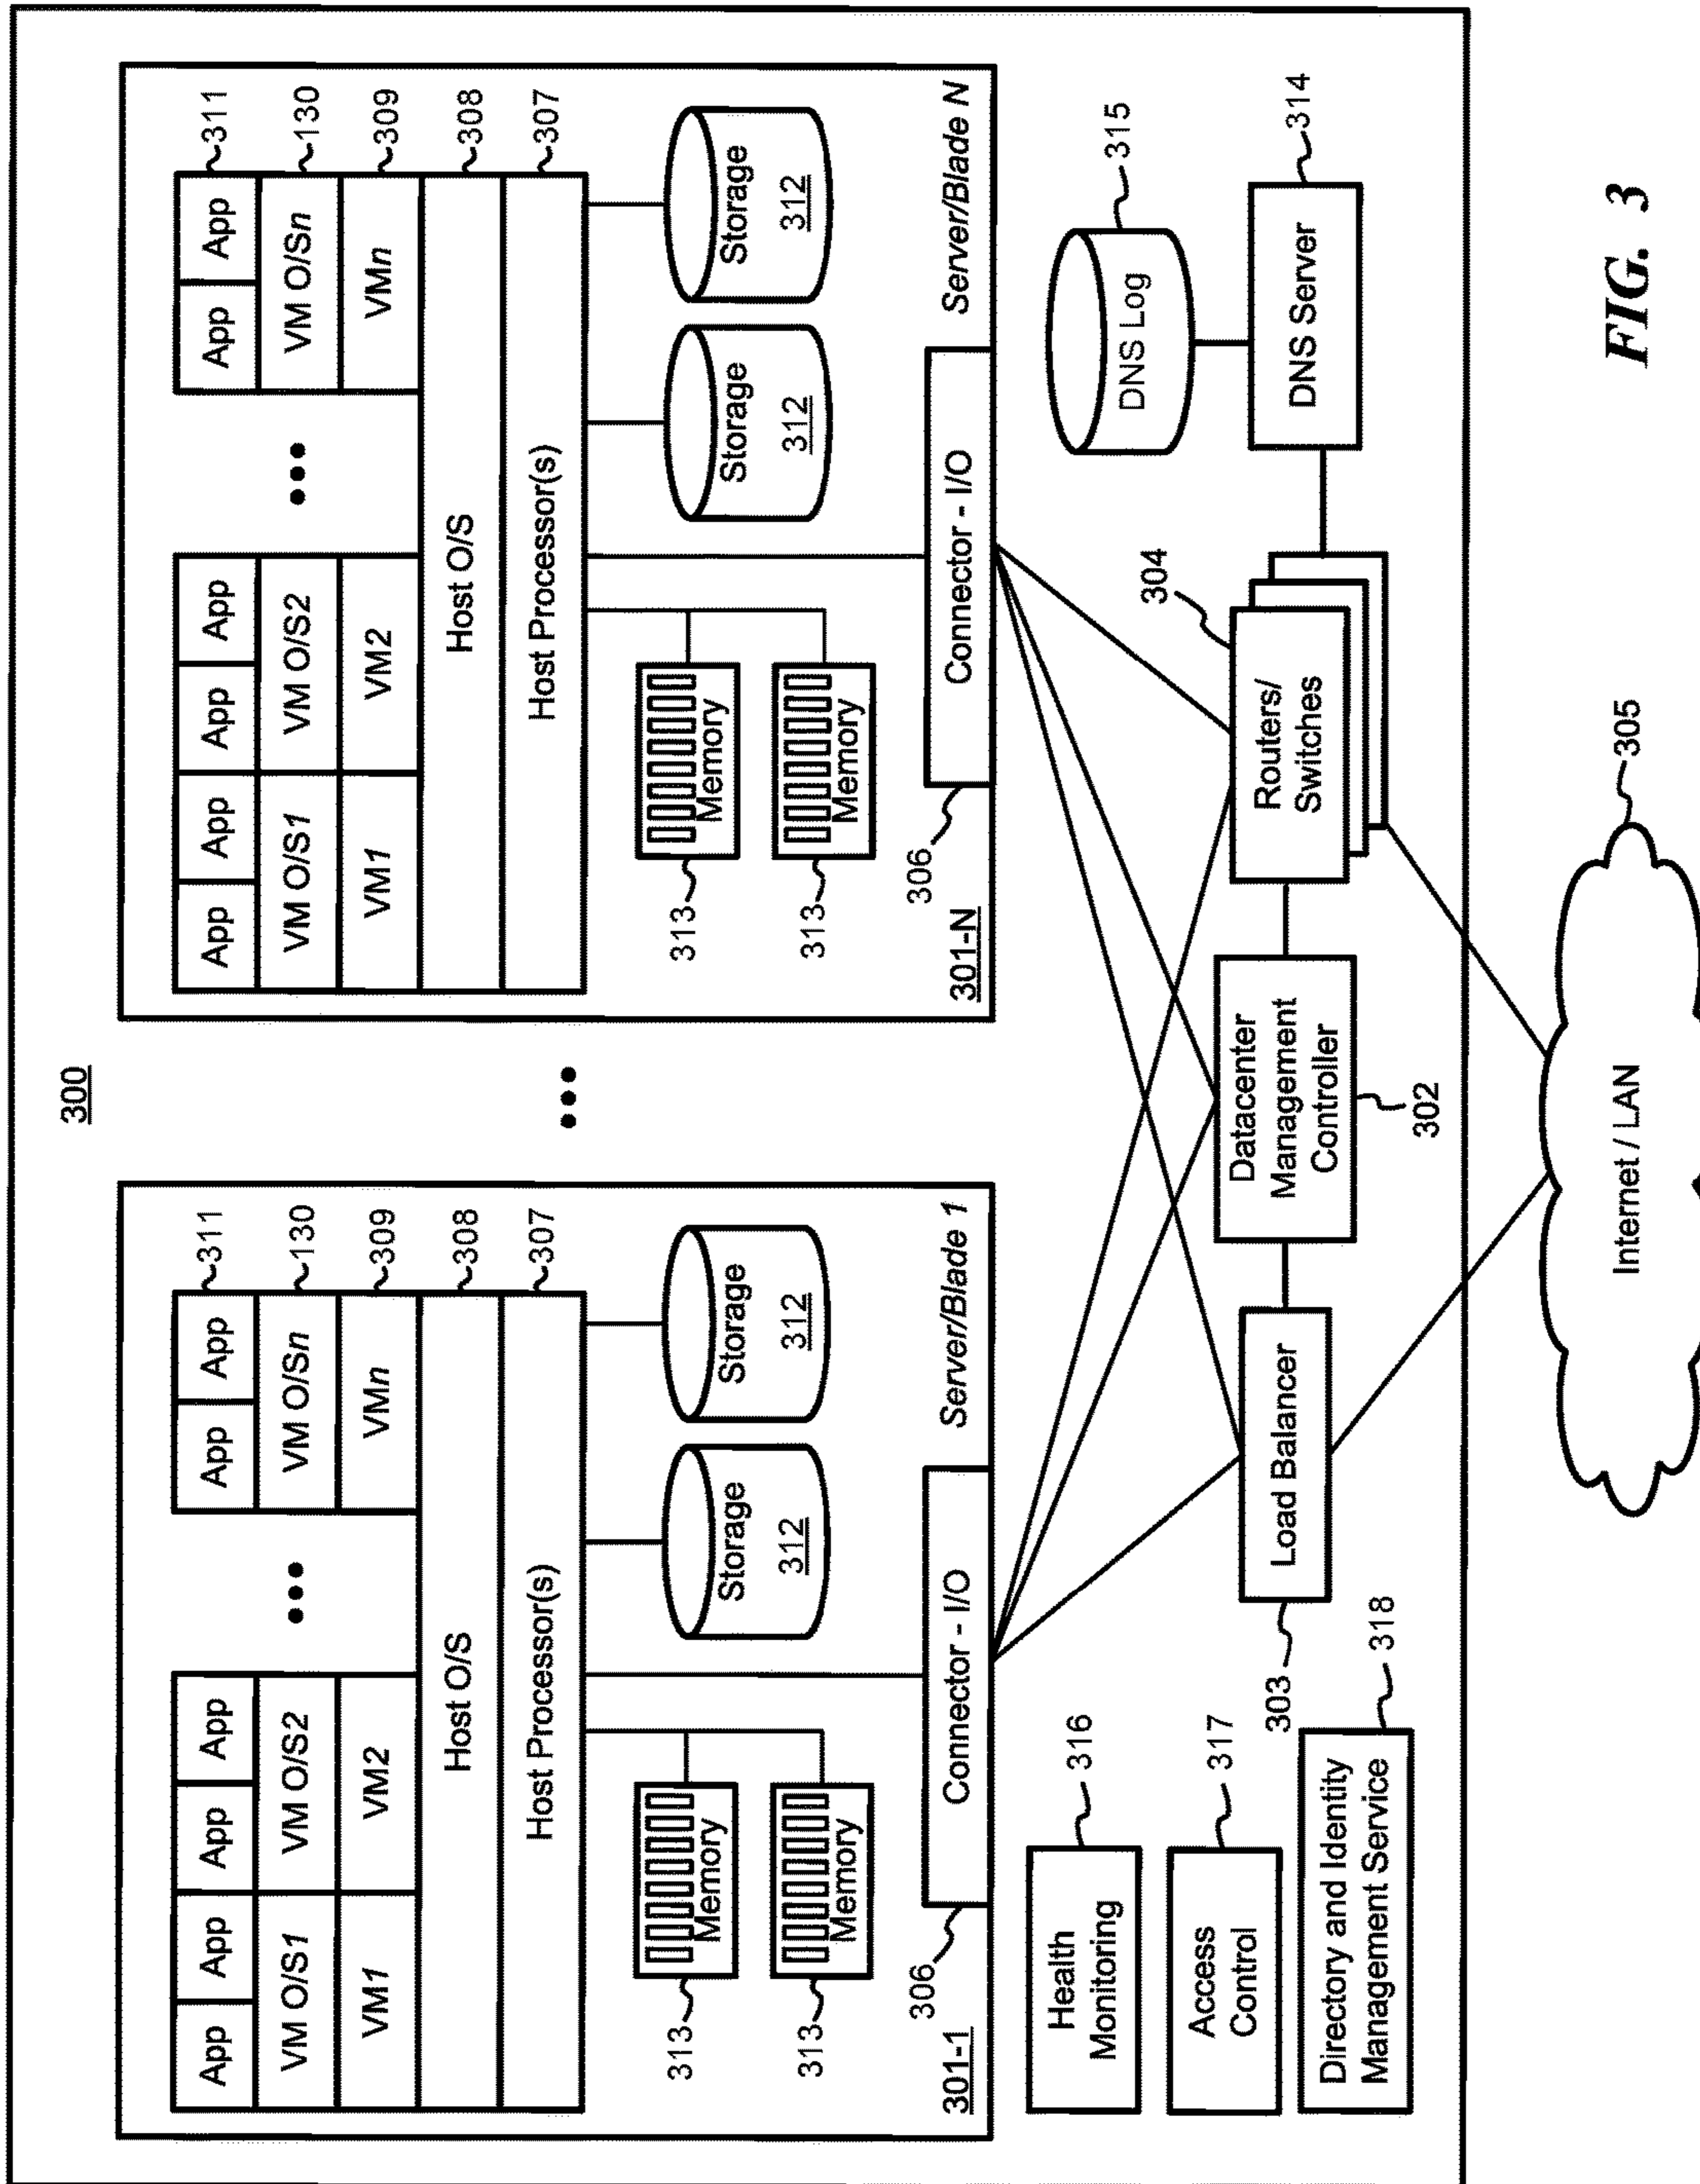 300
App
App
App
App
App
App
311
VM O/S1
VM O/S2
VM O/Sn
130
VM1
VM2
VMn
309
Host O/S
308
Host Processor(s)
307
313
Memory
313
Memory
Storage
312
Storage
312
306
Connector - I/O
301-1
Server/Blade 1
App
App
App
App
App
App
311
VM O/S1
VM O/S2
VM O/Sn
130
VM1
VM2
VMn
309
Host O/S
308
Host Processor(s)
307
313
Memory
313
Memory
Storage
312
Storage
312
306
Connector - I/O
301-N
Server/Blade N
Health
Monitoring
316
Access
Control
317
Directory and Identity
Management Service
318
303
Load Balancer
Datacenter
Management
Controller
302
304
Routers/
Switches
DNS Log
315
DNS Server
314
Internet / LAN
305
FIG. 3